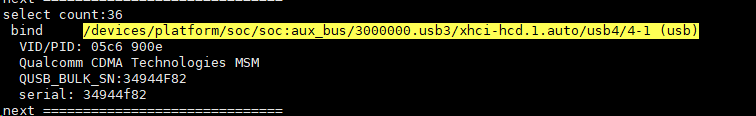 next ==============================
select count:36
bind /devices/platform/soc/soc:aux_bus/3000000.usb3/xhci-hcd.1.auto/usb4/4-1 (usb)
VID/PID: 05c6 900e
Qualcomm CDMA Technologies MSM
QUSB_BULK_SN:34944F82
serial: 34944f82
next ==============================